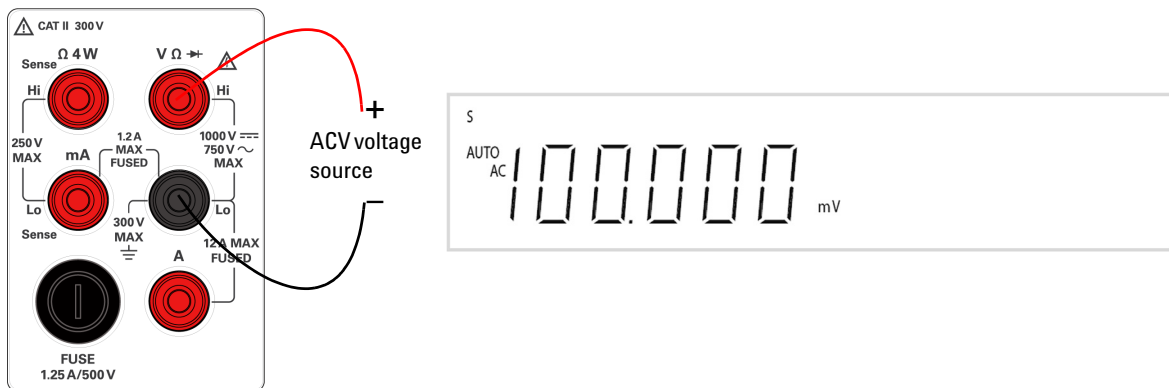 CAT II 300 V
Ω 4 W
V Ω
Sense
Hi
Hi
250 V
MAX
1.2 A
MAX
FUSED
1000 V
750 V
MAX
mA
Lo
Lo
Sense
300 V
MAX
12 A MAX
FUSED
A
FUSE
1.25 A/500 V
+
ACV voltage
source
–
S
AUTO
AC
100.000 mV